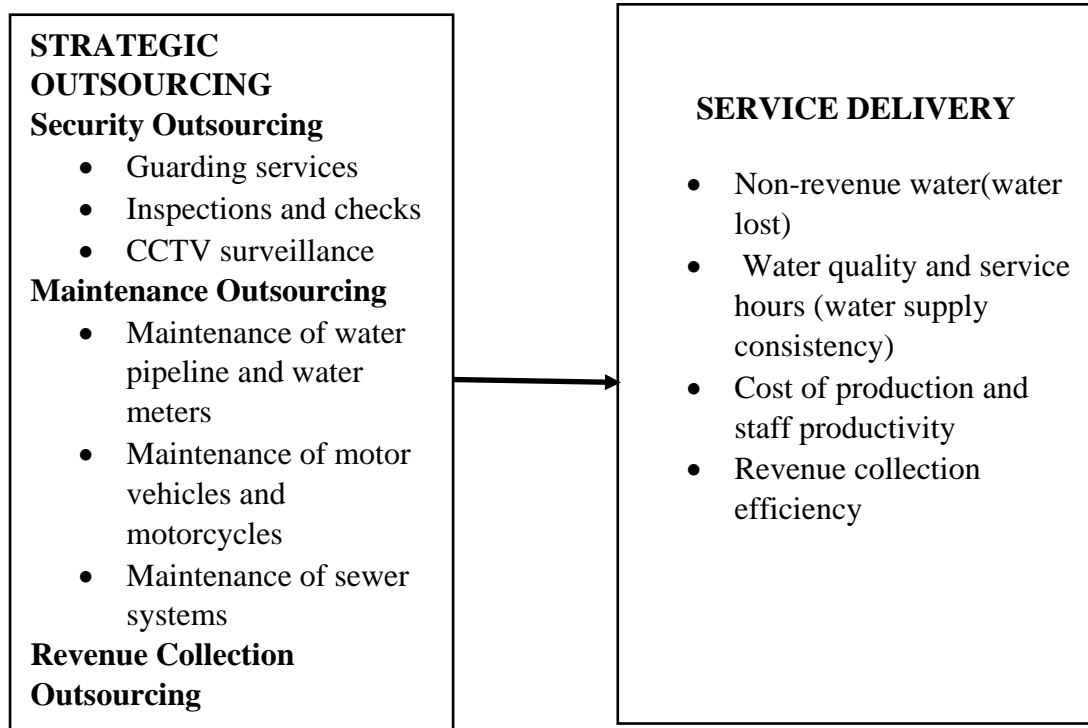 STRATEGIC
OUTSOURCING
Security Outsourcing
• Guarding services
• Inspections and checks
• CCTV surveillance
Maintenance Outsourcing
• Maintenance of water
pipeline and water
meters
• Maintenance of motor
vehicles and
motorcycles
• Maintenance of sewer
systems
Revenue Collection
Outsourcing
SERVICE DELIVERY
• Non-revenue water(water
lost)
• Water quality and service
hours (water supply
consistency)
• Cost of production and
staff productivity
• Revenue collection
efficiency